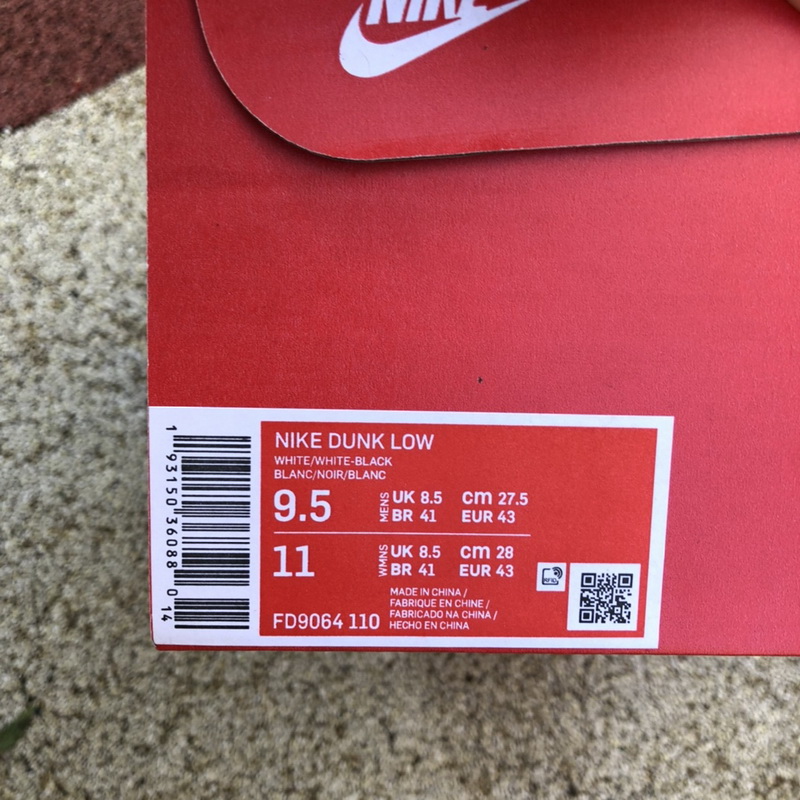 NIKE
NIKE DUNK LOW
WHITE/WHITE-BLACK
BLANC/NOIR/BLANC
9.5 MENS UK 8.5 cm 27.5
BR 41 EUR 43
11 WMNS UK 8.5 cm 28
BR 41 EUR 43
RFID
MADE IN CHINA /
FABRIQUE EN CHINE /
FABRICADO NA CHINA /
FD9064 110 HECHO EN CHINA
1 93150 36088 0 14